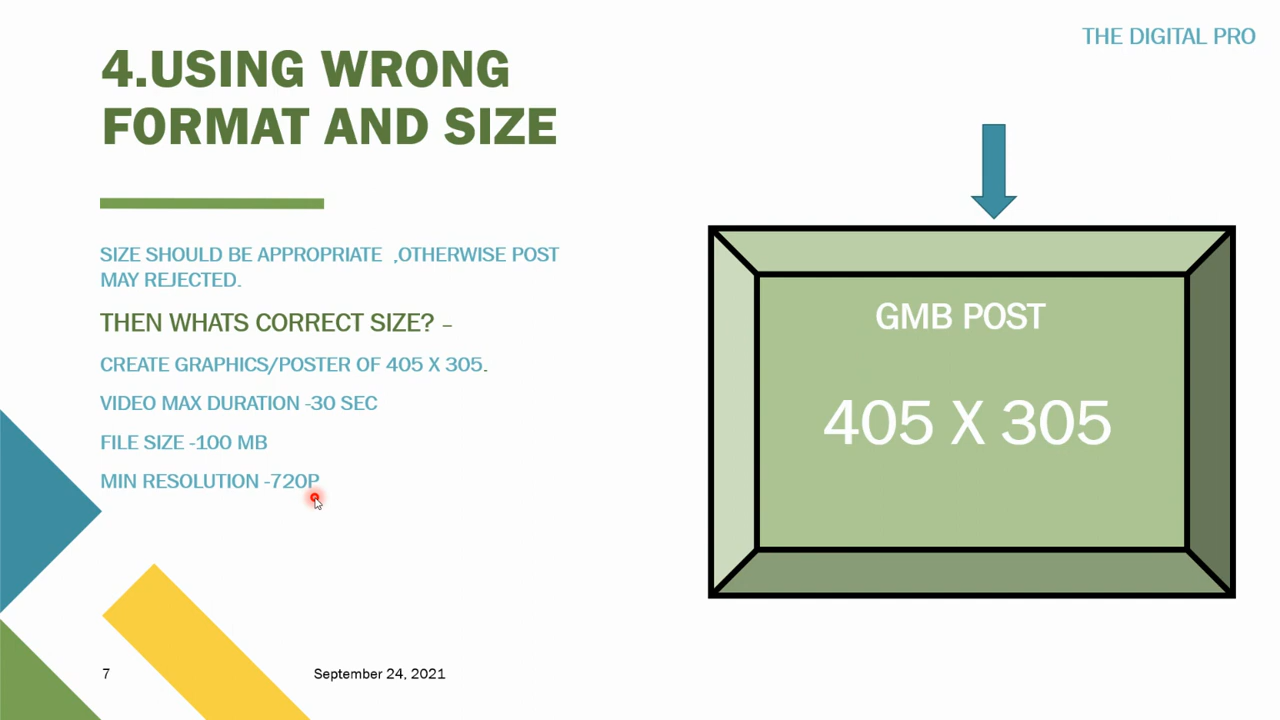 THE DIGITAL PRO
4.USING WRONG
FORMAT AND SIZE
SIZE SHOULD BE APPROPRIATE ,OTHERWISE POST
MAY REJECTED.
THEN WHATS CORRECT SIZE? –
CREATE GRAPHICS/POSTER OF 405 X 305.
VIDEO MAX DURATION -30 SEC
FILE SIZE -100 MB
MIN RESOLUTION -720P
GMB POST
405 X 305
7
September 24, 2021